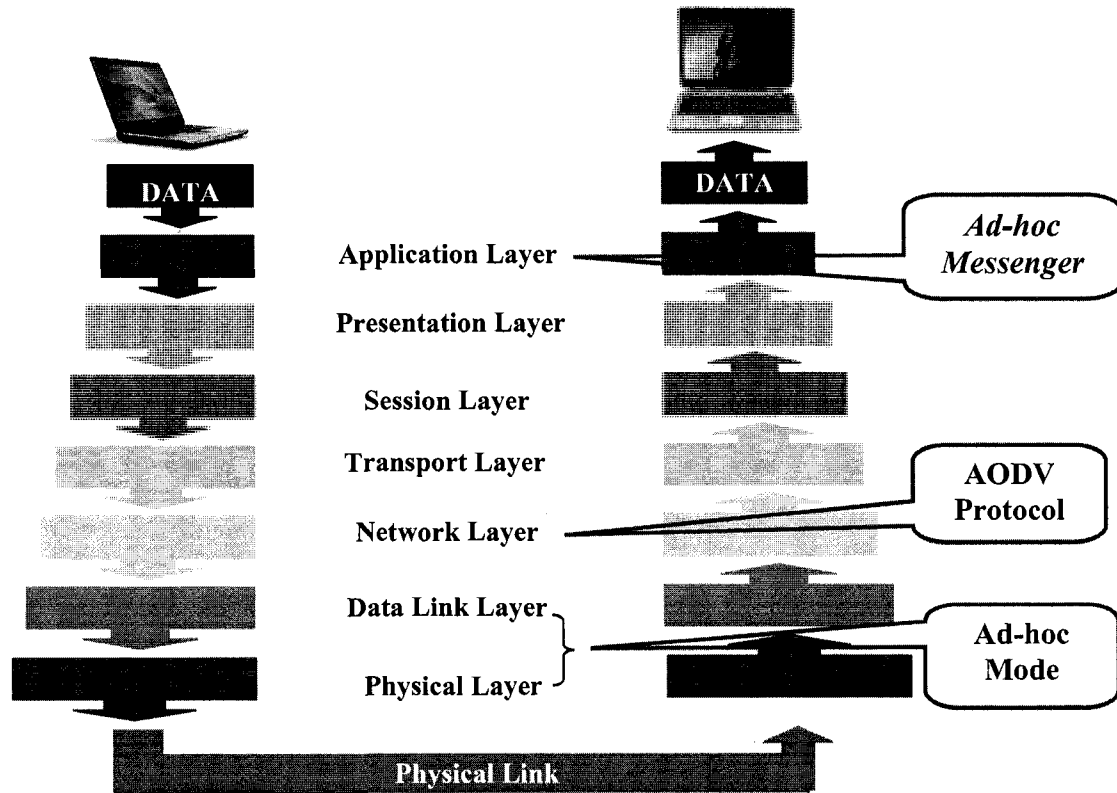 DATA
DATA
Application Layer
Ad-hoc
Messenger
Presentation Layer
Session Layer
Transport Layer
AODV
Protocol
Network Layer
Data Link Layer
Ad-hoc
Mode
Physical Layer
Physical Link